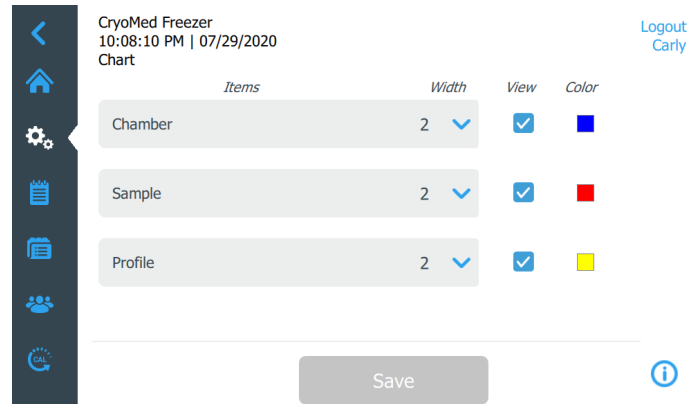 CryoMed Freezer
10:08:10 PM | 07/29/2020
Chart
Logout
Carly
Items Width View Color
Chamber 2
Sample 2
Profile 2
CAL
Save
i